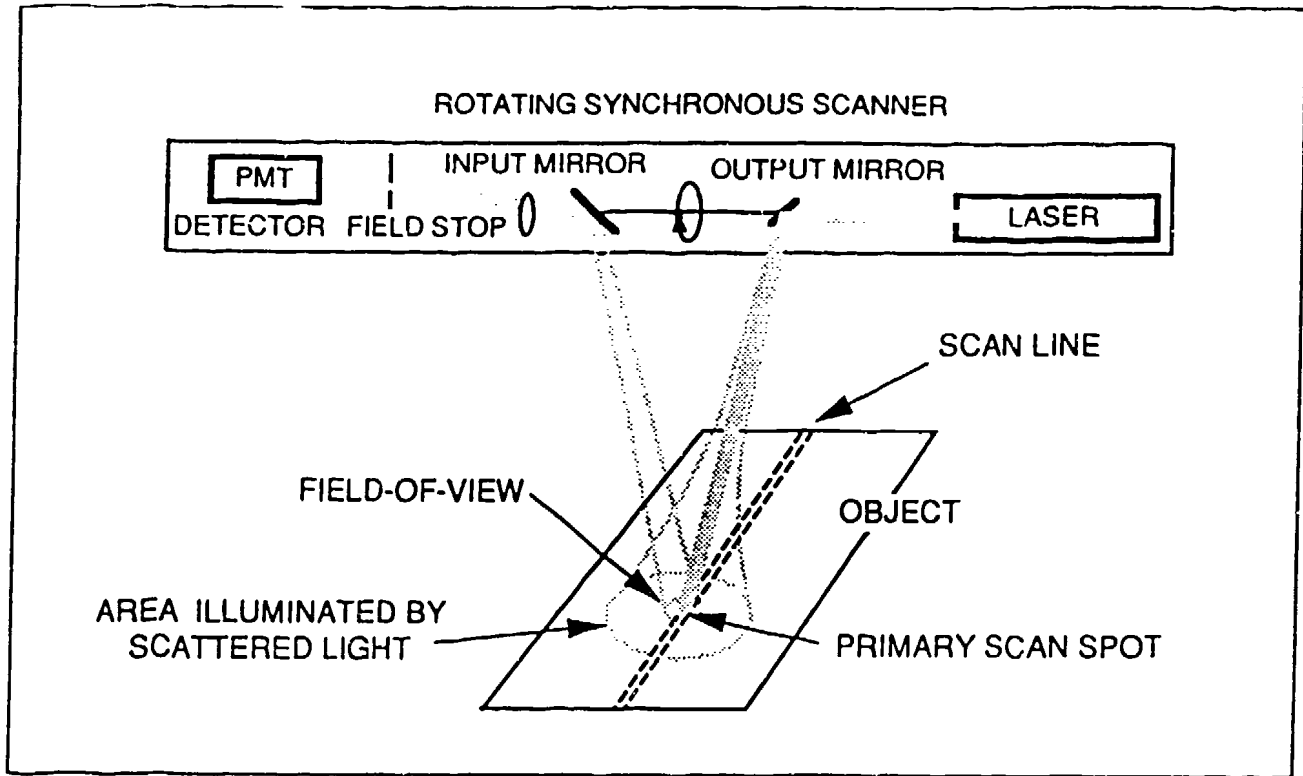 ROTATING SYNCHRONOUS SCANNER
INPUT MIRROR
OUTPUT MIRROR
PMT
LASER
DETECTOR
FIELD STOP
SCAN LINE
FIELD-OF-VIEW
OBJECT
AREA ILLUMINATED BY
SCATTERED LIGHT
PRIMARY SCAN SPOT